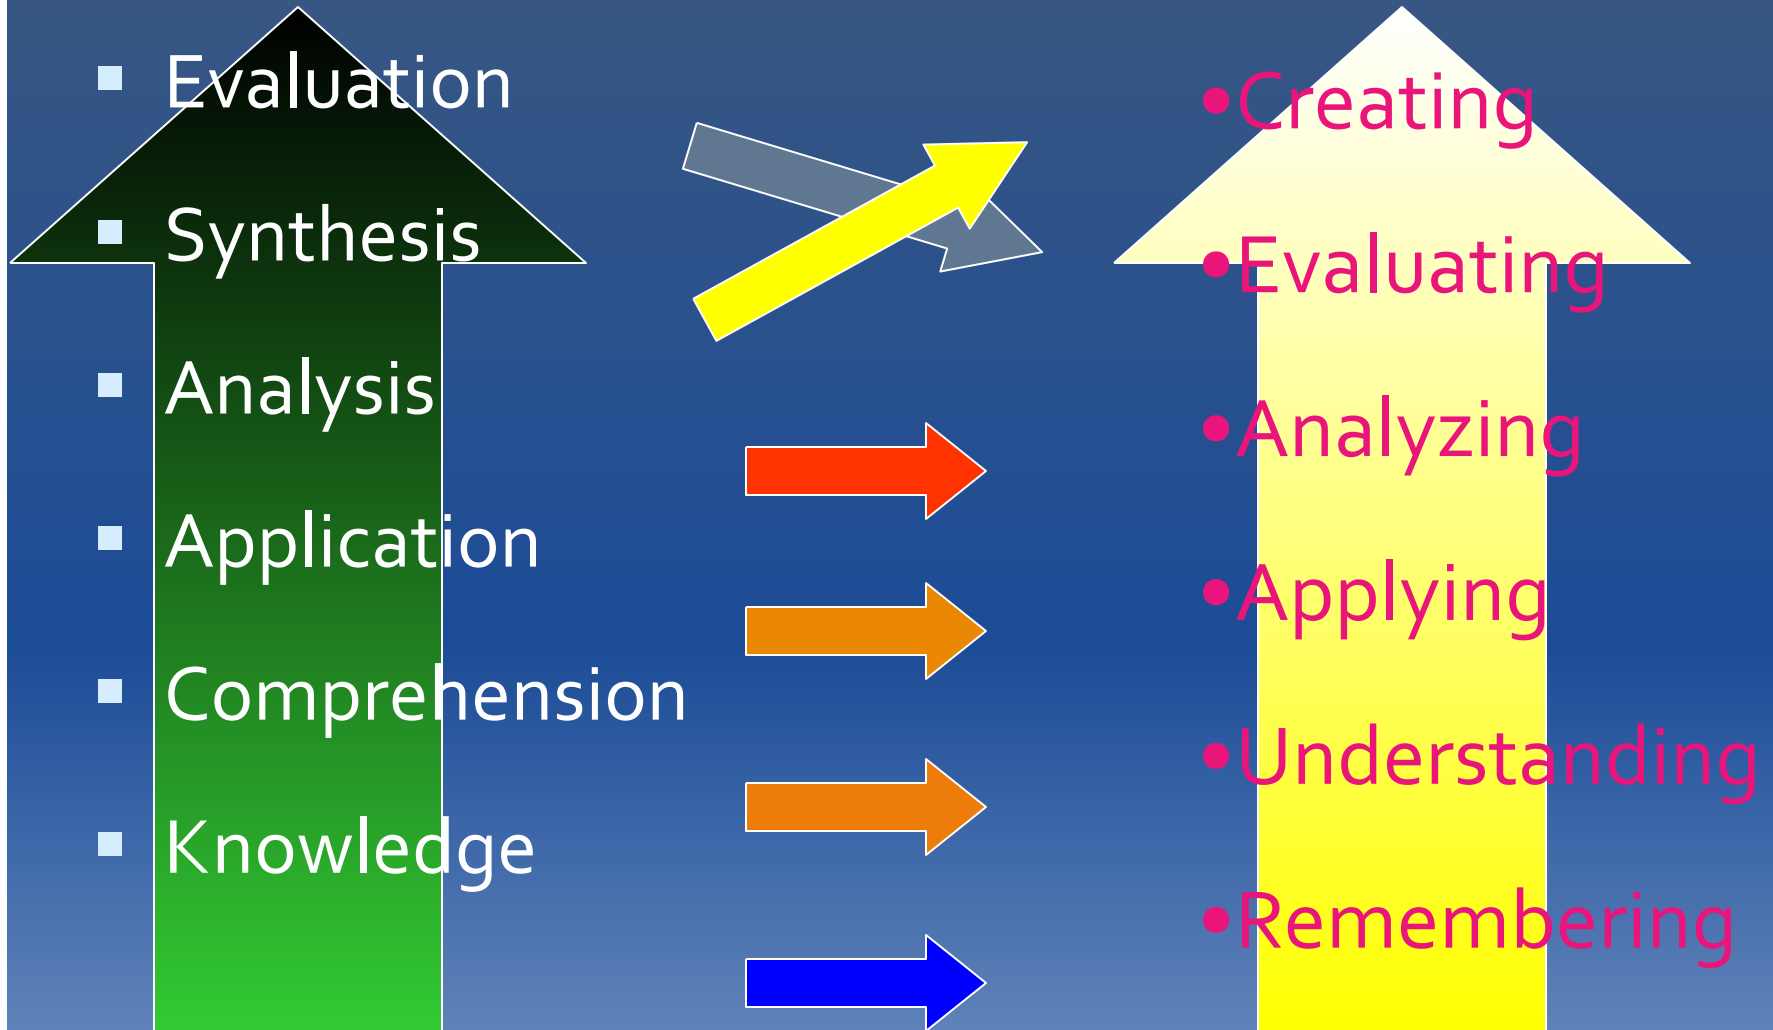 ▪ Evaluation
▪ Synthesis
▪ Analysis
▪ Application
▪ Comprehension
▪ Knowledge
•Creating
•Evaluating
•Analyzing
•Applying
•Understanding
•Remembering